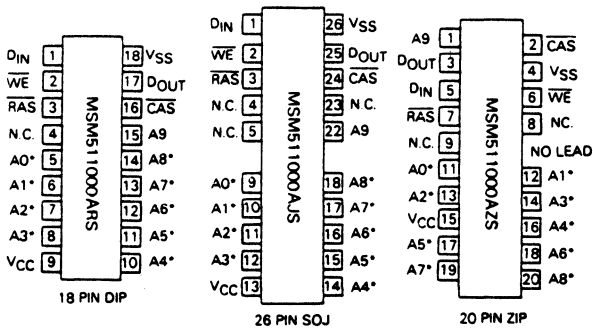 DIN 1 18 VSS
WE 2 17 DOUT
RAS 3 16 CAS
N.C. 4 15 A9
A0* 5 14 A8*
A1* 6 13 A7*
A2* 7 12 A6*
A3* 8 11 A5*
VCC 9 10 A4*
MSM511000ARS
18 PIN DIP
DIN 1 26 VSS
WE 2 25 DOUT
RAS 3 24 CAS
N.C. 4 23 N.C.
N.C. 5 22 A9
A0* 9 18 A8*
A1* 10 17 A7*
A2* 11 16 A6*
A3* 12 15 A5*
VCC 13 14 A4*
MSM511000AJS
26 PIN SOJ
A9 1
2 CAS
DOUT 3
4 VSS
DIN 5
6 WE
RAS 7
8 NC.
N.C. 9
NO LEAD
A0* 11
12 A1*
A2* 13
14 A3*
VCC 15
16 A4*
A5* 17
18 A6*
A7* 19
20 A8*
MSM511000AZS
20 PIN ZIP